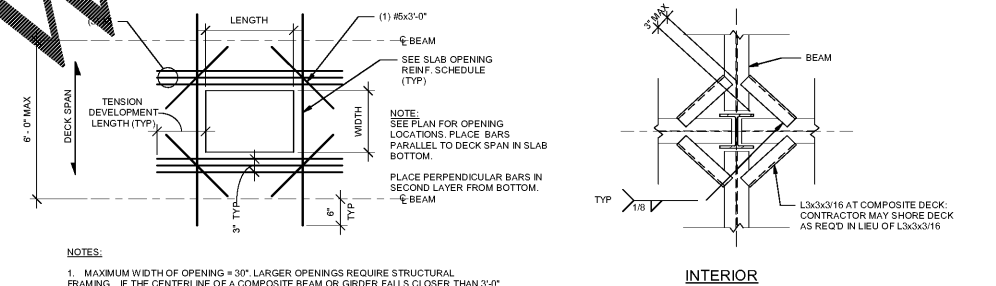 LENGTH
(1) #5x3'-0"
℄ BEAM
SEE SLAB OPENING
REINF. SCHEDULE
(TYP)
6'-0" MAX
DECK SPAN
TENSION
DEVELOPMENT
LENGTH (TYP)
WIDTH
NOTE:
SEE PLAN FOR OPENING
LOCATIONS. PLACE BARS
PARALLEL TO DECK SPAN IN SLAB
BOTTOM.
PLACE PERPENDICULAR BARS IN
SECOND LAYER FROM BOTTOM.
℄ BEAM
3" TYP
6"
TYP
NOTES:
1. MAXIMUM WIDTH OF OPENING = 30". LARGER OPENINGS REQUIRE STRUCTURAL
FRAMING. IF THE CENTERLINE OF A COMPOSITE BEAM OR GIRDER FALLS CLOSER THAN 3'-0"
3" MAX
BEAM
TYP
1/8
L3x3x3/16 AT COMPOSITE DECK:
CONTRACTOR MAY SHORE DECK
AS REQ'D IN LIEU OF L3x3x3/16
INTERIOR